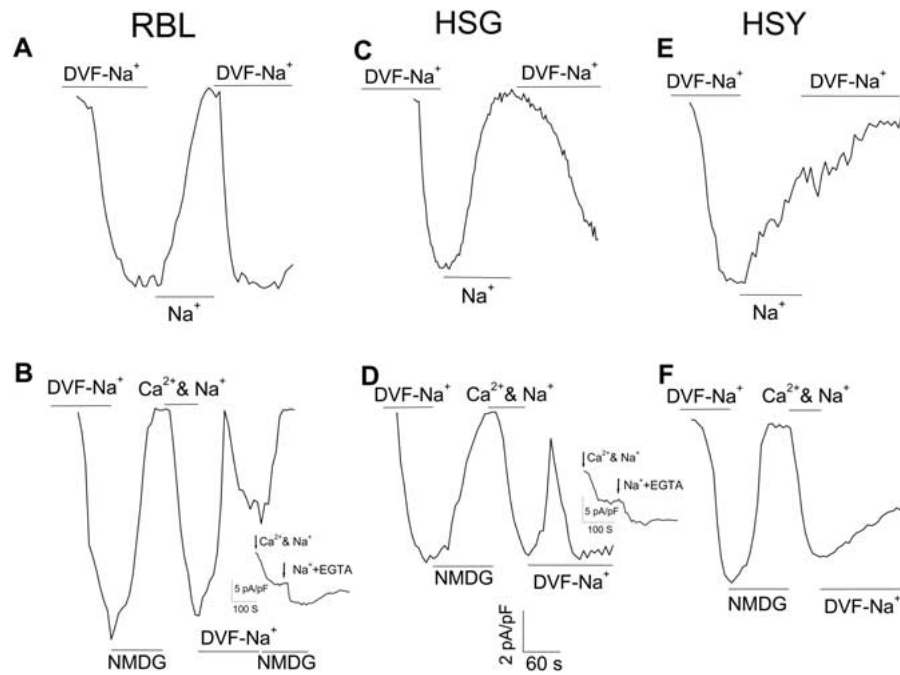 RBL HSG HSY
A C E
DVF-Na+ DVF-Na+ DVF-Na+ DVF-Na+ DVF-Na+ DVF-Na+
Na+ Na+ Na+
B D F
DVF-Na+ Ca2+& Na+ DVF-Na+ Ca2+& Na+ DVF-Na+ Ca2+& Na+
Ca2+& Na+
Na++EGTA
5 pA/pF
100 S
Ca2+& Na+
Na++EGTA
5 pA/pF
100 S
NMDG DVF-Na+ NMDG
NMDG DVF-Na+
NMDG DVF-Na+
2 pA/pF
60 s